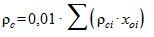 ρc = 0,01 · ∑(ρci · xoi)